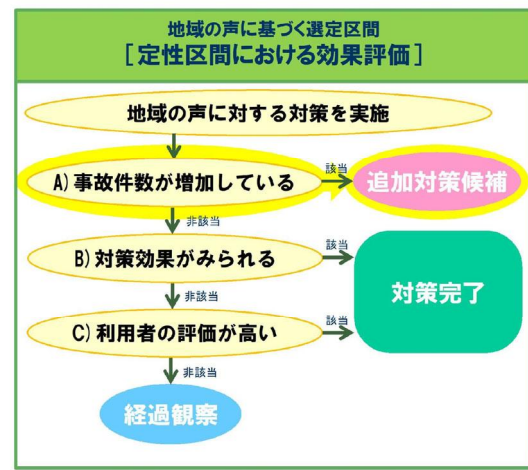 地域の声に基づく選定区間
[定性区間における効果評価]
地域の声に対する対策を実施
A)事故件数が増加している
該当
追加対策候補
非該当
B)対策効果がみられる
該当
対策完了
非該当
C)利用者の評価が高い
該当
非該当
経過観察